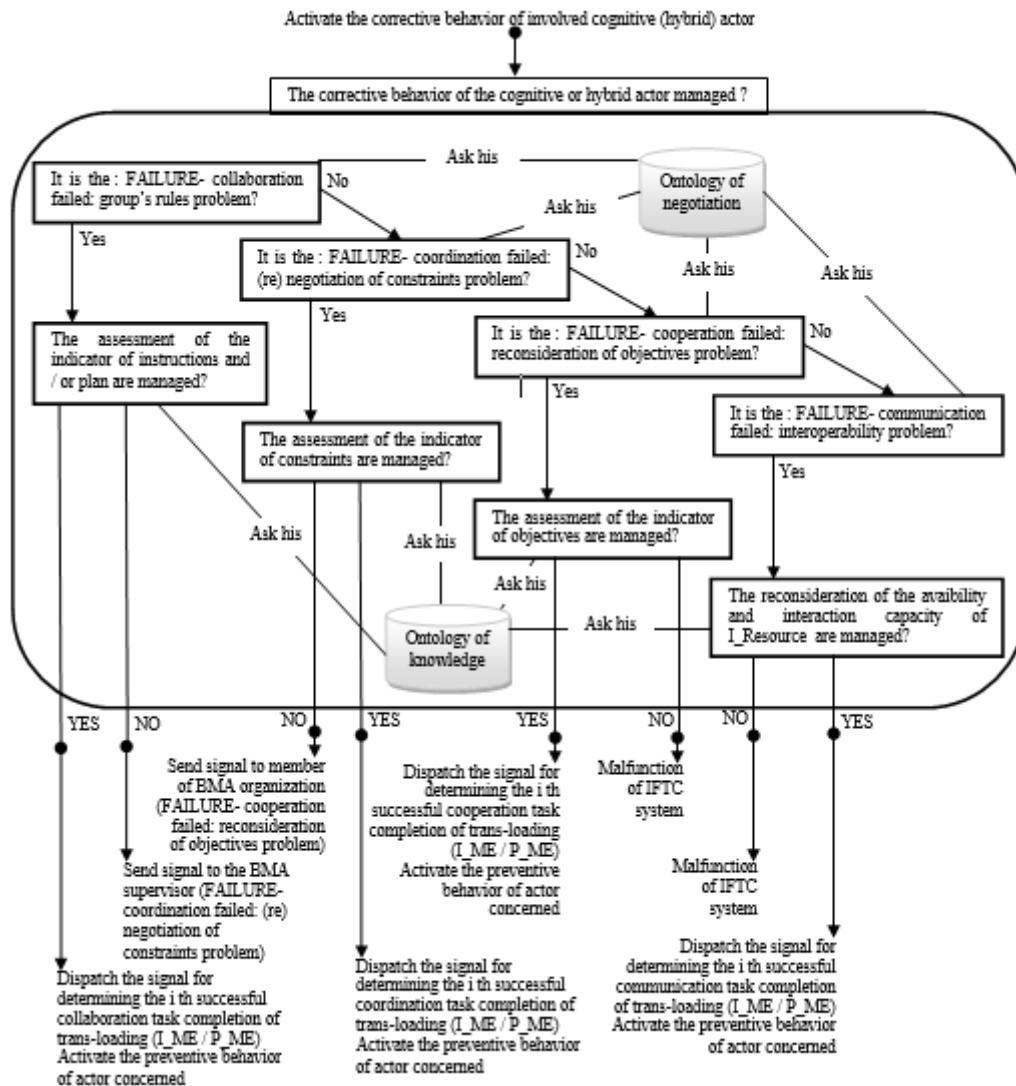 Activate the corrective behavior of involved cognitive (hybrid) actor
The corrective behavior of the cognitive or hybrid actor managed ?
Ask his
It is the : FAILURE- collaboration
failed: group's rules problem?
No
Ontology of
negotiation
Ask his
Yes
It is the : FAILURE- coordination failed:
(re) negotiation of constraints problem?
No
Ask his
Ask his
Yes
The assessment of the
indicator of instructions and
/ or plan are managed?
It is the : FAILURE- cooperation failed:
reconsideration of objectives problem?
No
Yes
It is the : FAILURE- communication
failed: interoperability problem?
The assessment of the indicator
of constraints are managed?
Yes
Ask his
Ask his
The assessment of the indicator
of objectives are managed?
Ask his
The reconsideration of the avaibility
and interaction capacity of
I_Resource are managed?
Ontology of
knowledge
Ask his
YES
NO
NO
YES
YES
NO
NO
YES
Send signal to member
of BMA organization
(FAILURE- cooperation
failed: reconsideration
of objectives problem)
Dispatch the signal for
determining the i th
successful cooperation task
completion of trans-loading
(I_ME / P_ME)
Activate the preventive
behavior of actor
concerned
Malfunction
of IFTC
system
Send signal to the BMA
supervisor (FAILURE-
coordination failed: (re)
negotiation of
constraints problem)
Malfunction
of IFTC
system
Dispatch the signal for
determining the i th successful
collaboration task completion of
trans-loading (I_ME / P_ME)
Activate the preventive behavior
of actor concerned
Dispatch the signal for
determining the i th successful
coordination task completion of
trans-loading (I_ME / P_ME)
Activate the preventive behavior
of actor concerned
Dispatch the signal for
determining the i th successful
communication task completion
of trans-loading (I_ME / P_ME)
Activate the preventive behavior
of actor concerned